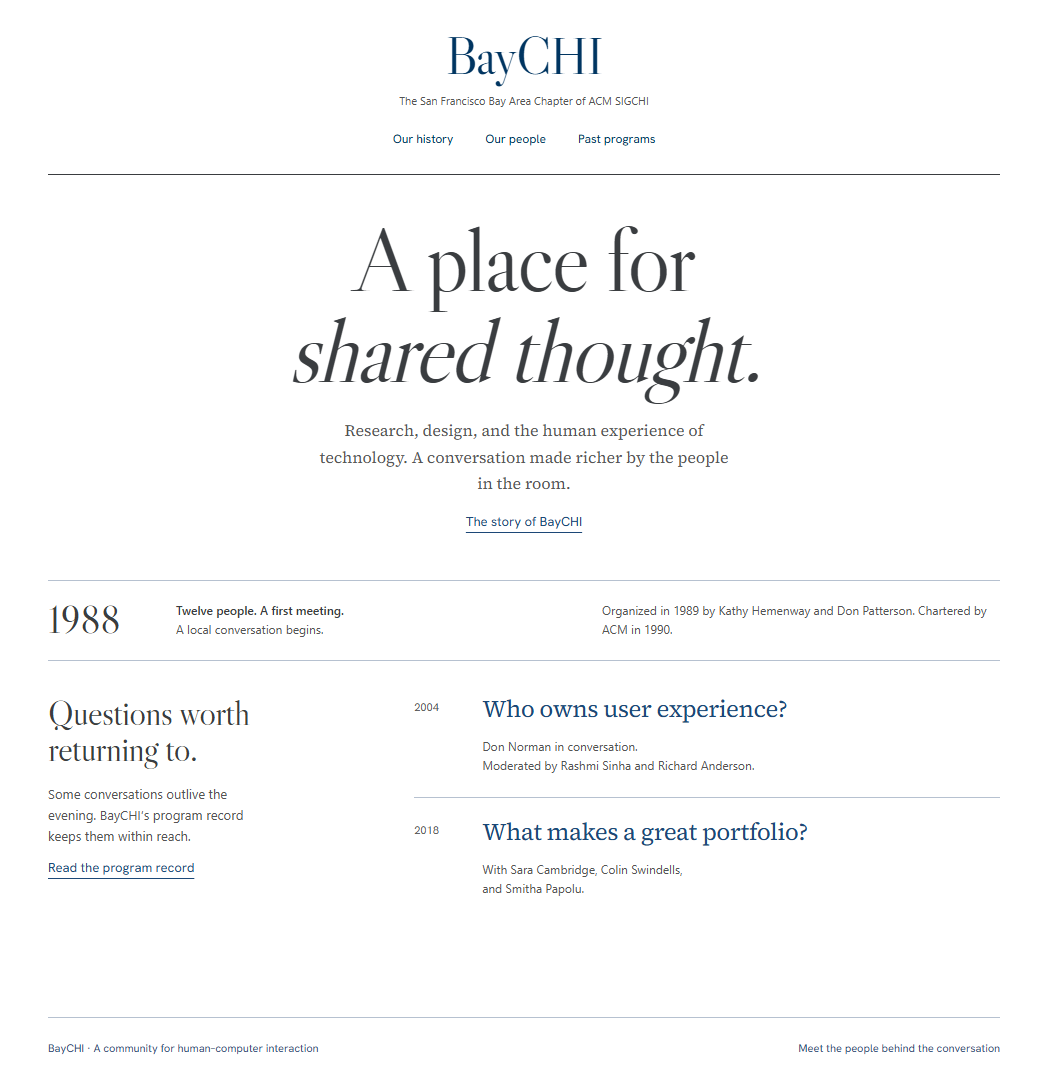 BayCHI
The San Francisco Bay Area Chapter of ACM SIGCHI
Our history
Our people
Past programs
A place for
shared thought.
Research, design, and the human experience of
technology. A conversation made richer by the people
in the room.
The story of BayCHI
1988
Twelve people. A first meeting.
A local conversation begins.
Organized in 1989 by Kathy Hemenway and Don Patterson. Chartered by
ACM in 1990.
Questions worth
returning to.
Some conversations outlive the
evening. BayCHI's program record
keeps them within reach.
Read the program record
2004
Who owns user experience?
Don Norman in conversation.
Moderated by Rashmi Sinha and Richard Anderson.
2018
What makes a great portfolio?
With Sara Cambridge, Colin Swindells,
and Smitha Papolu.
BayCHI · A community for human-computer interaction
Meet the people behind the conversation